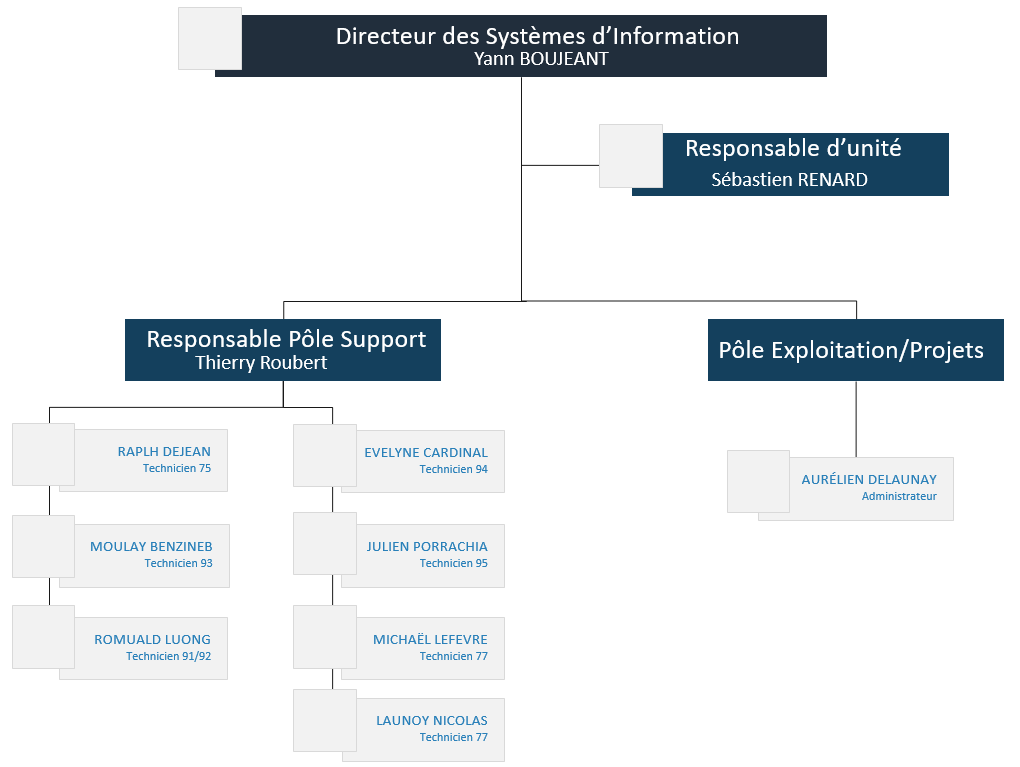 Directeur des Systèmes d’Information
Yann BOUJEANT
Responsable d’unité
Sébastien RENARD
Responsable Pôle Support
Thierry Roubert
Pôle Exploitation/Projets
RAPLH DEJEAN
Technicien 75
MOULAY BENZINEB
Technicien 93
ROMUALD LUONG
Technicien 91/92
EVELYNE CARDINAL
Technicien 94
JULIEN PORRACHIA
Technicien 95
MICHAËL LEFEVRE
Technicien 77
LAUNOY NICOLAS
Technicien 77
AURÉLIEN DELAUNAY
Administrateur